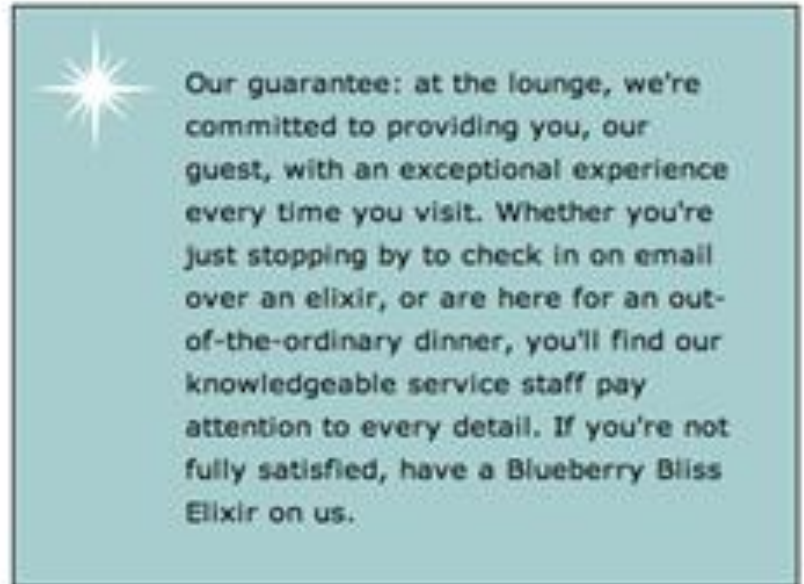 Our guarantee: at the lounge, we're
committed to providing you, our
guest, with an exceptional experience
every time you visit. Whether you're
just stopping by to check in on email
over an elixir, or are here for an out-
of-the-ordinary dinner, you'll find our
knowledgeable service staff pay
attention to every detail. If you're not
fully satisfied, have a Blueberry Bliss
Elixir on us.